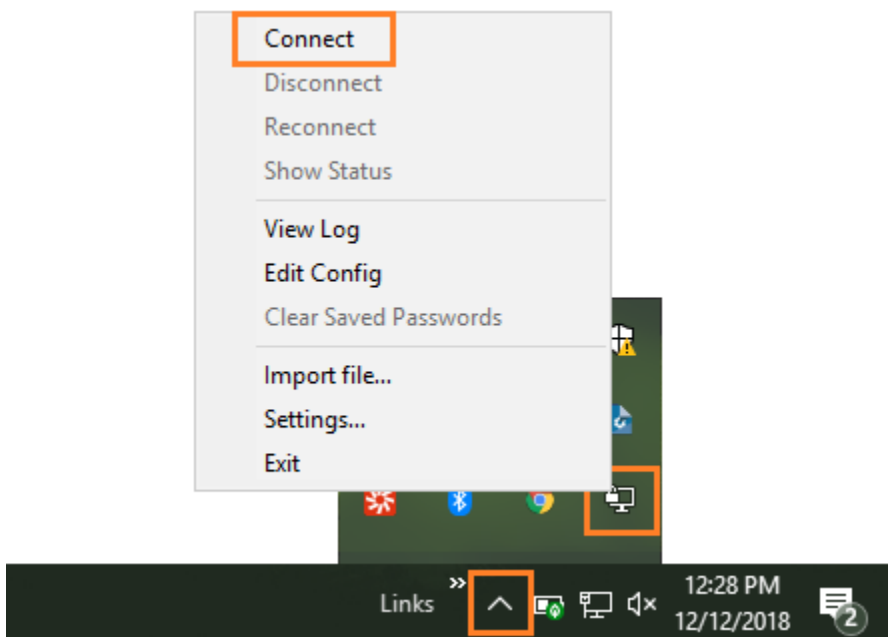 Connect
Disconnect
Reconnect
Show Status
View Log
Edit Config
Clear Saved Passwords
Import file...
Settings...
Exit
Links »
12:28 PM
12/12/2018
2